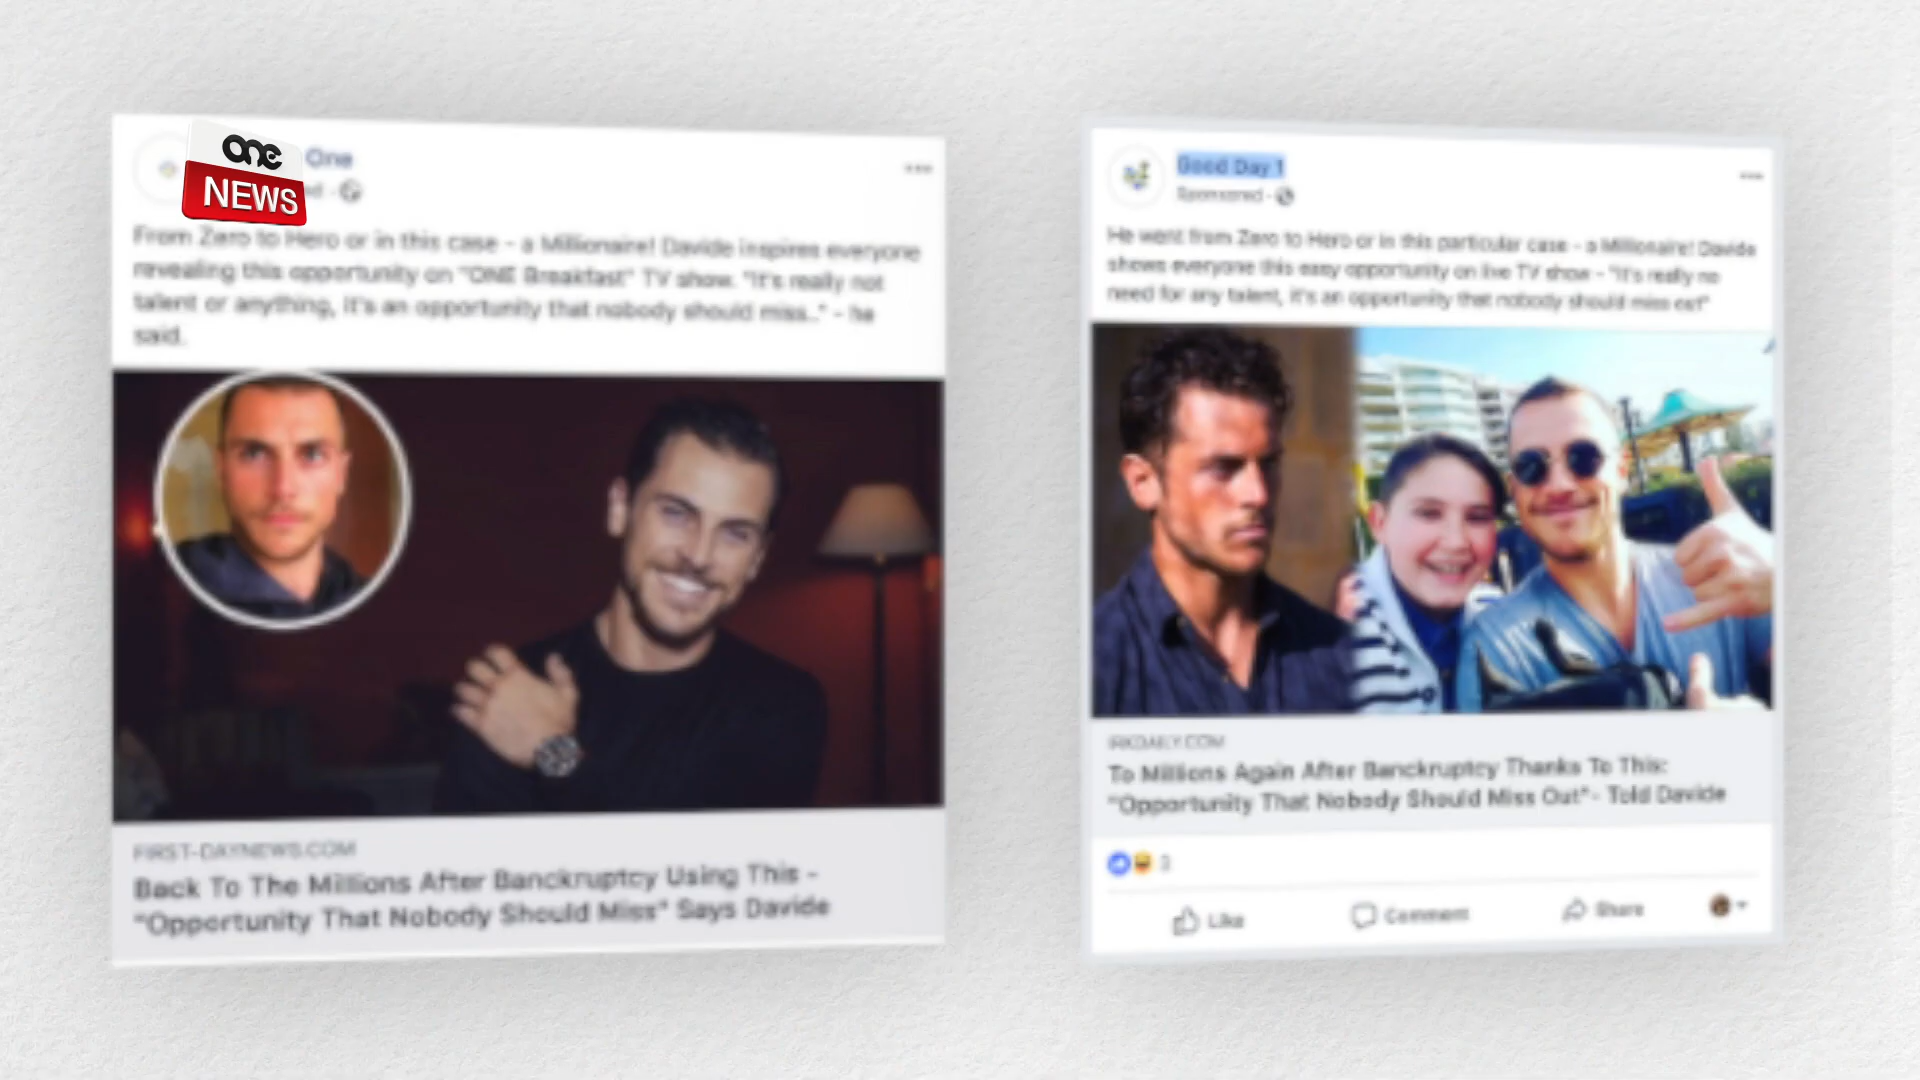 one
NEWS
One
From Zero to Hero or in this case - a Millionaire! Davide inspires everyone
revealing this opportunity on "ONE Breakfast" TV show. "It's really not
talent or anything, it's an opportunity that nobody should miss.." - he
said.
FIRST-DAYNEWS.COM
Back To The Millions After Banckruptcy Using This -
"Opportunity That Nobody Should Miss" Says Davide
Good Day 1
Sponsored ·
He went from Zero to Hero or in this particular case - a Millionaire! Davide
shows everyone this easy opportunity on live TV show - "It's really no
need for any talent, it's an opportunity that nobody should miss out"
To Millions Again After Banckruptcy Thanks To This:
"Opportunity That Nobody Should Miss Out" - Told Davide
3
Like
Comment
Share